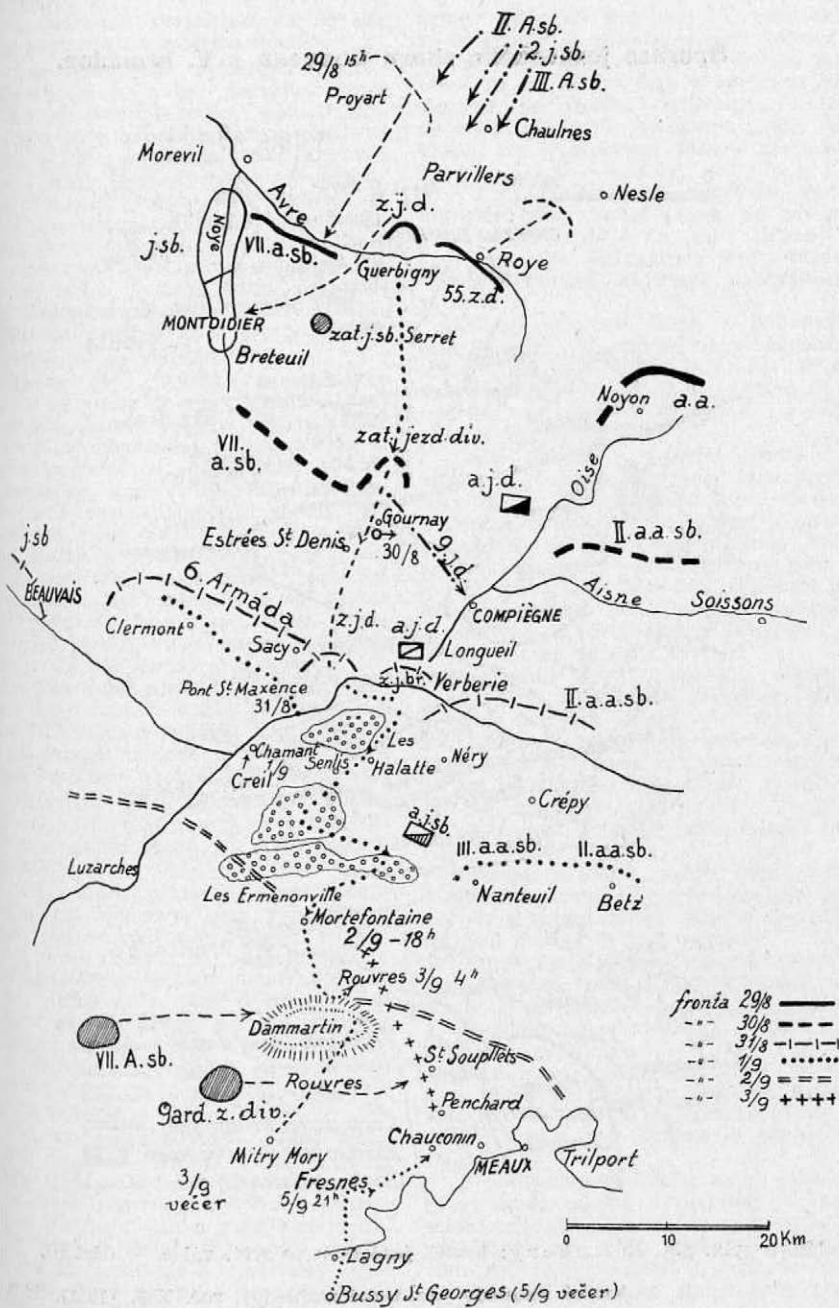 II. A.sb.
2.j.sb.
III. A.sb.
29/8 15h
Proyart
Chaulnes
Morevil
Parvillers
Nesle
Avre
z.j.d.
Noye
j.sb.
VII.a.sb.
Roye
Guerbigny
55.z.d.
MONTDIDIER
zat.j.sb. Serret
Breteuil
Noyon
a.a.
VII.
a.sb.
zat.jezd.div.
Oise
a.j.d.
Gournay
II.a.a.sb.
Estrées St Denis
30/8
g.j.d.
j.sb
BEAUVAIS
6. Armáda
Aisne
Soissons
COMPIÈGNE
Clermont
z.j.d.
a.j.d.
Sacy
Longueil
z.j.br.
Verberie
Pont St Maxence
31/8
II.a.a.sb.
Les
Chamant
Senlis
Halatte
Néry
Creil
1/9
Crépy
a.j.sb.
III.a.a.sb.
II.a.a.sb.
Luzarches
Nanteuil
Betz
Les Ermenonville
Mortefontaine
2/9 - 18h
Rouvres 3/9 4h
Dammartin
VII. A. sb.
St Soupllets
Rouvres
gard. z. div.
Penchard
Chauconin
Mitry Mory
MEAUX
Trilport
3/9
večer
Fresnes
5/9 21h
Lagny
Bussy St Georges (5/9 večer)
fronta 29/8
-"- 30/8
-"- 31/8
-"- 1/9
-"- 2/9
-"- 3/9
0 10 20 Km